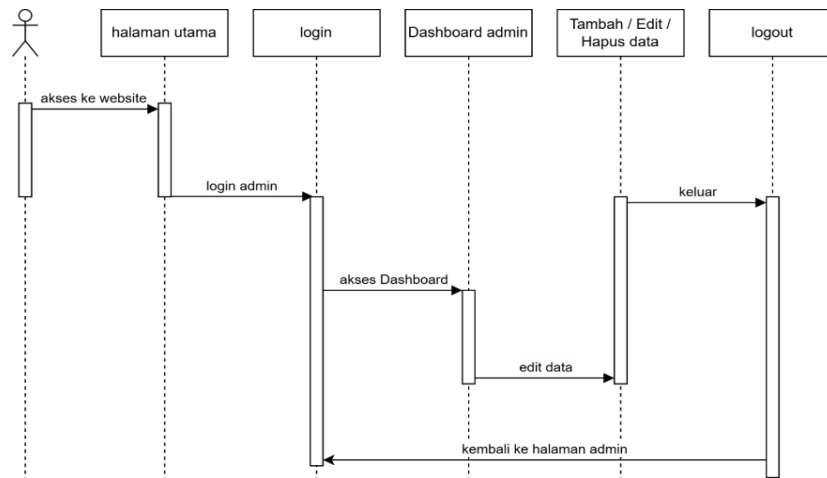 halaman utama
login
Dashboard admin
Tambah / Edit /
Hapus data
logout
akses ke website
login admin
keluar
akses Dashboard
edit data
kembali ke halaman admin